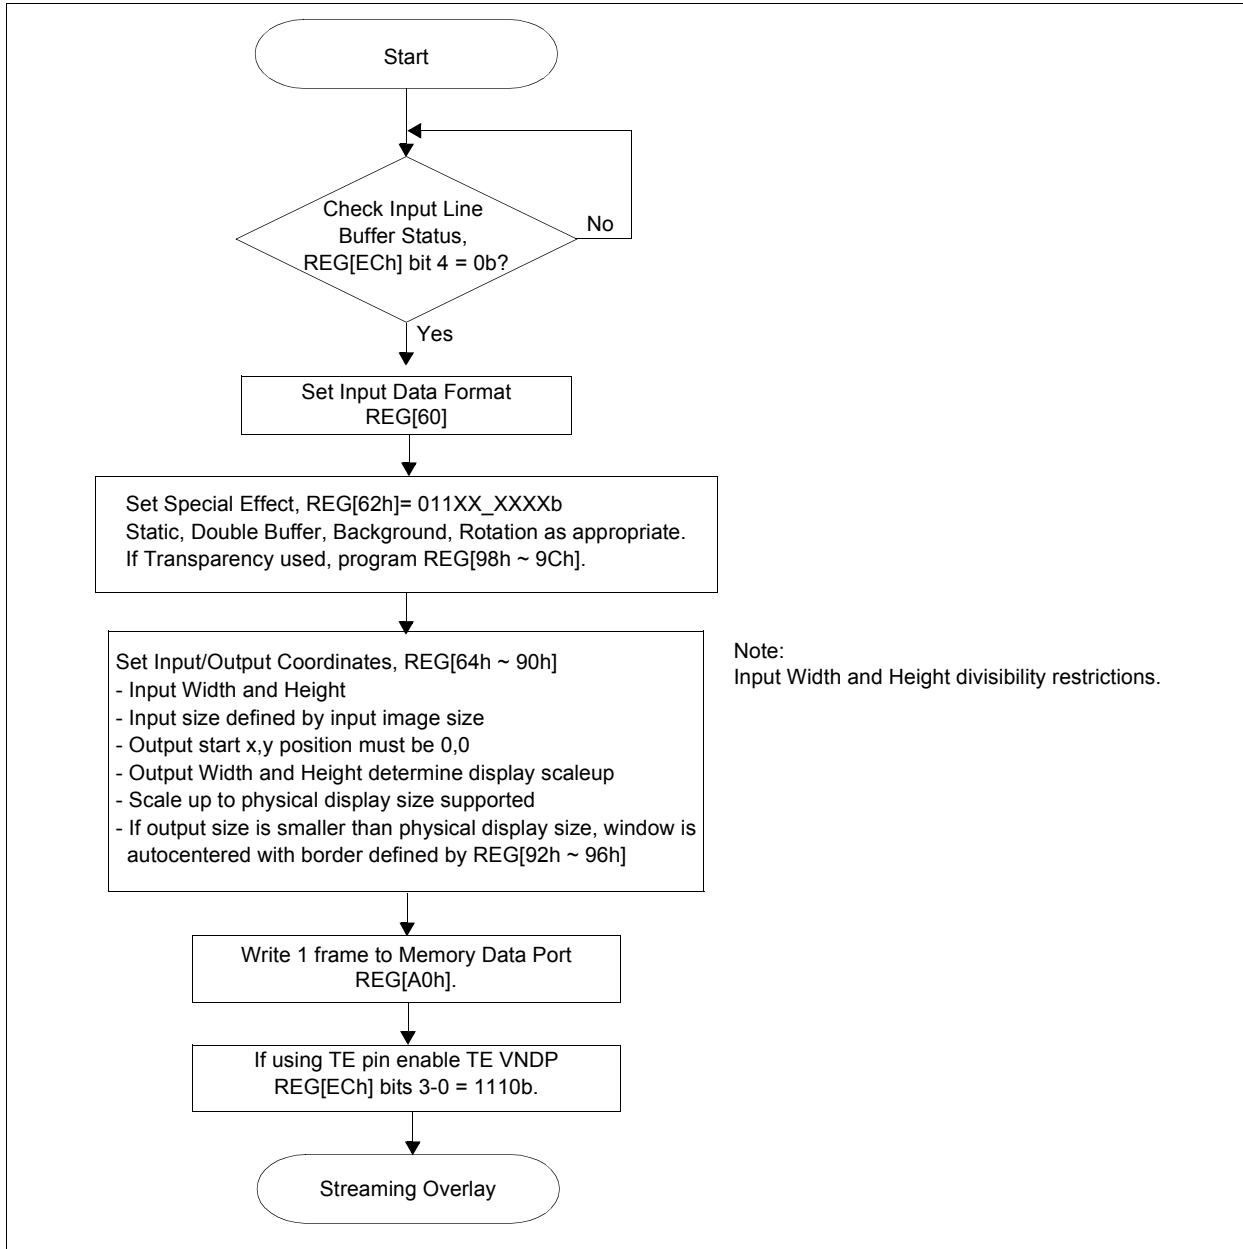 Start
Check Input Line
Buffer Status,
REG[ECh] bit 4 = 0b?
No
Yes
Set Input Data Format
REG[60]
Set Special Effect, REG[62h]= 011XX_XXXXb
Static, Double Buffer, Background, Rotation as appropriate.
If Transparency used, program REG[98h ~ 9Ch].
Set Input/Output Coordinates, REG[64h ~ 90h]
- Input Width and Height
- Input size defined by input image size
- Output start x,y position must be 0,0
- Output Width and Height determine display scaleup
- Scale up to physical display size supported
- If output size is smaller than physical display size, window is
autocentered with border defined by REG[92h ~ 96h]
Note:
Input Width and Height divisibility restrictions.
Write 1 frame to Memory Data Port
REG[A0h].
If using TE pin enable TE VNDP
REG[ECh] bits 3-0 = 1110b.
Streaming Overlay